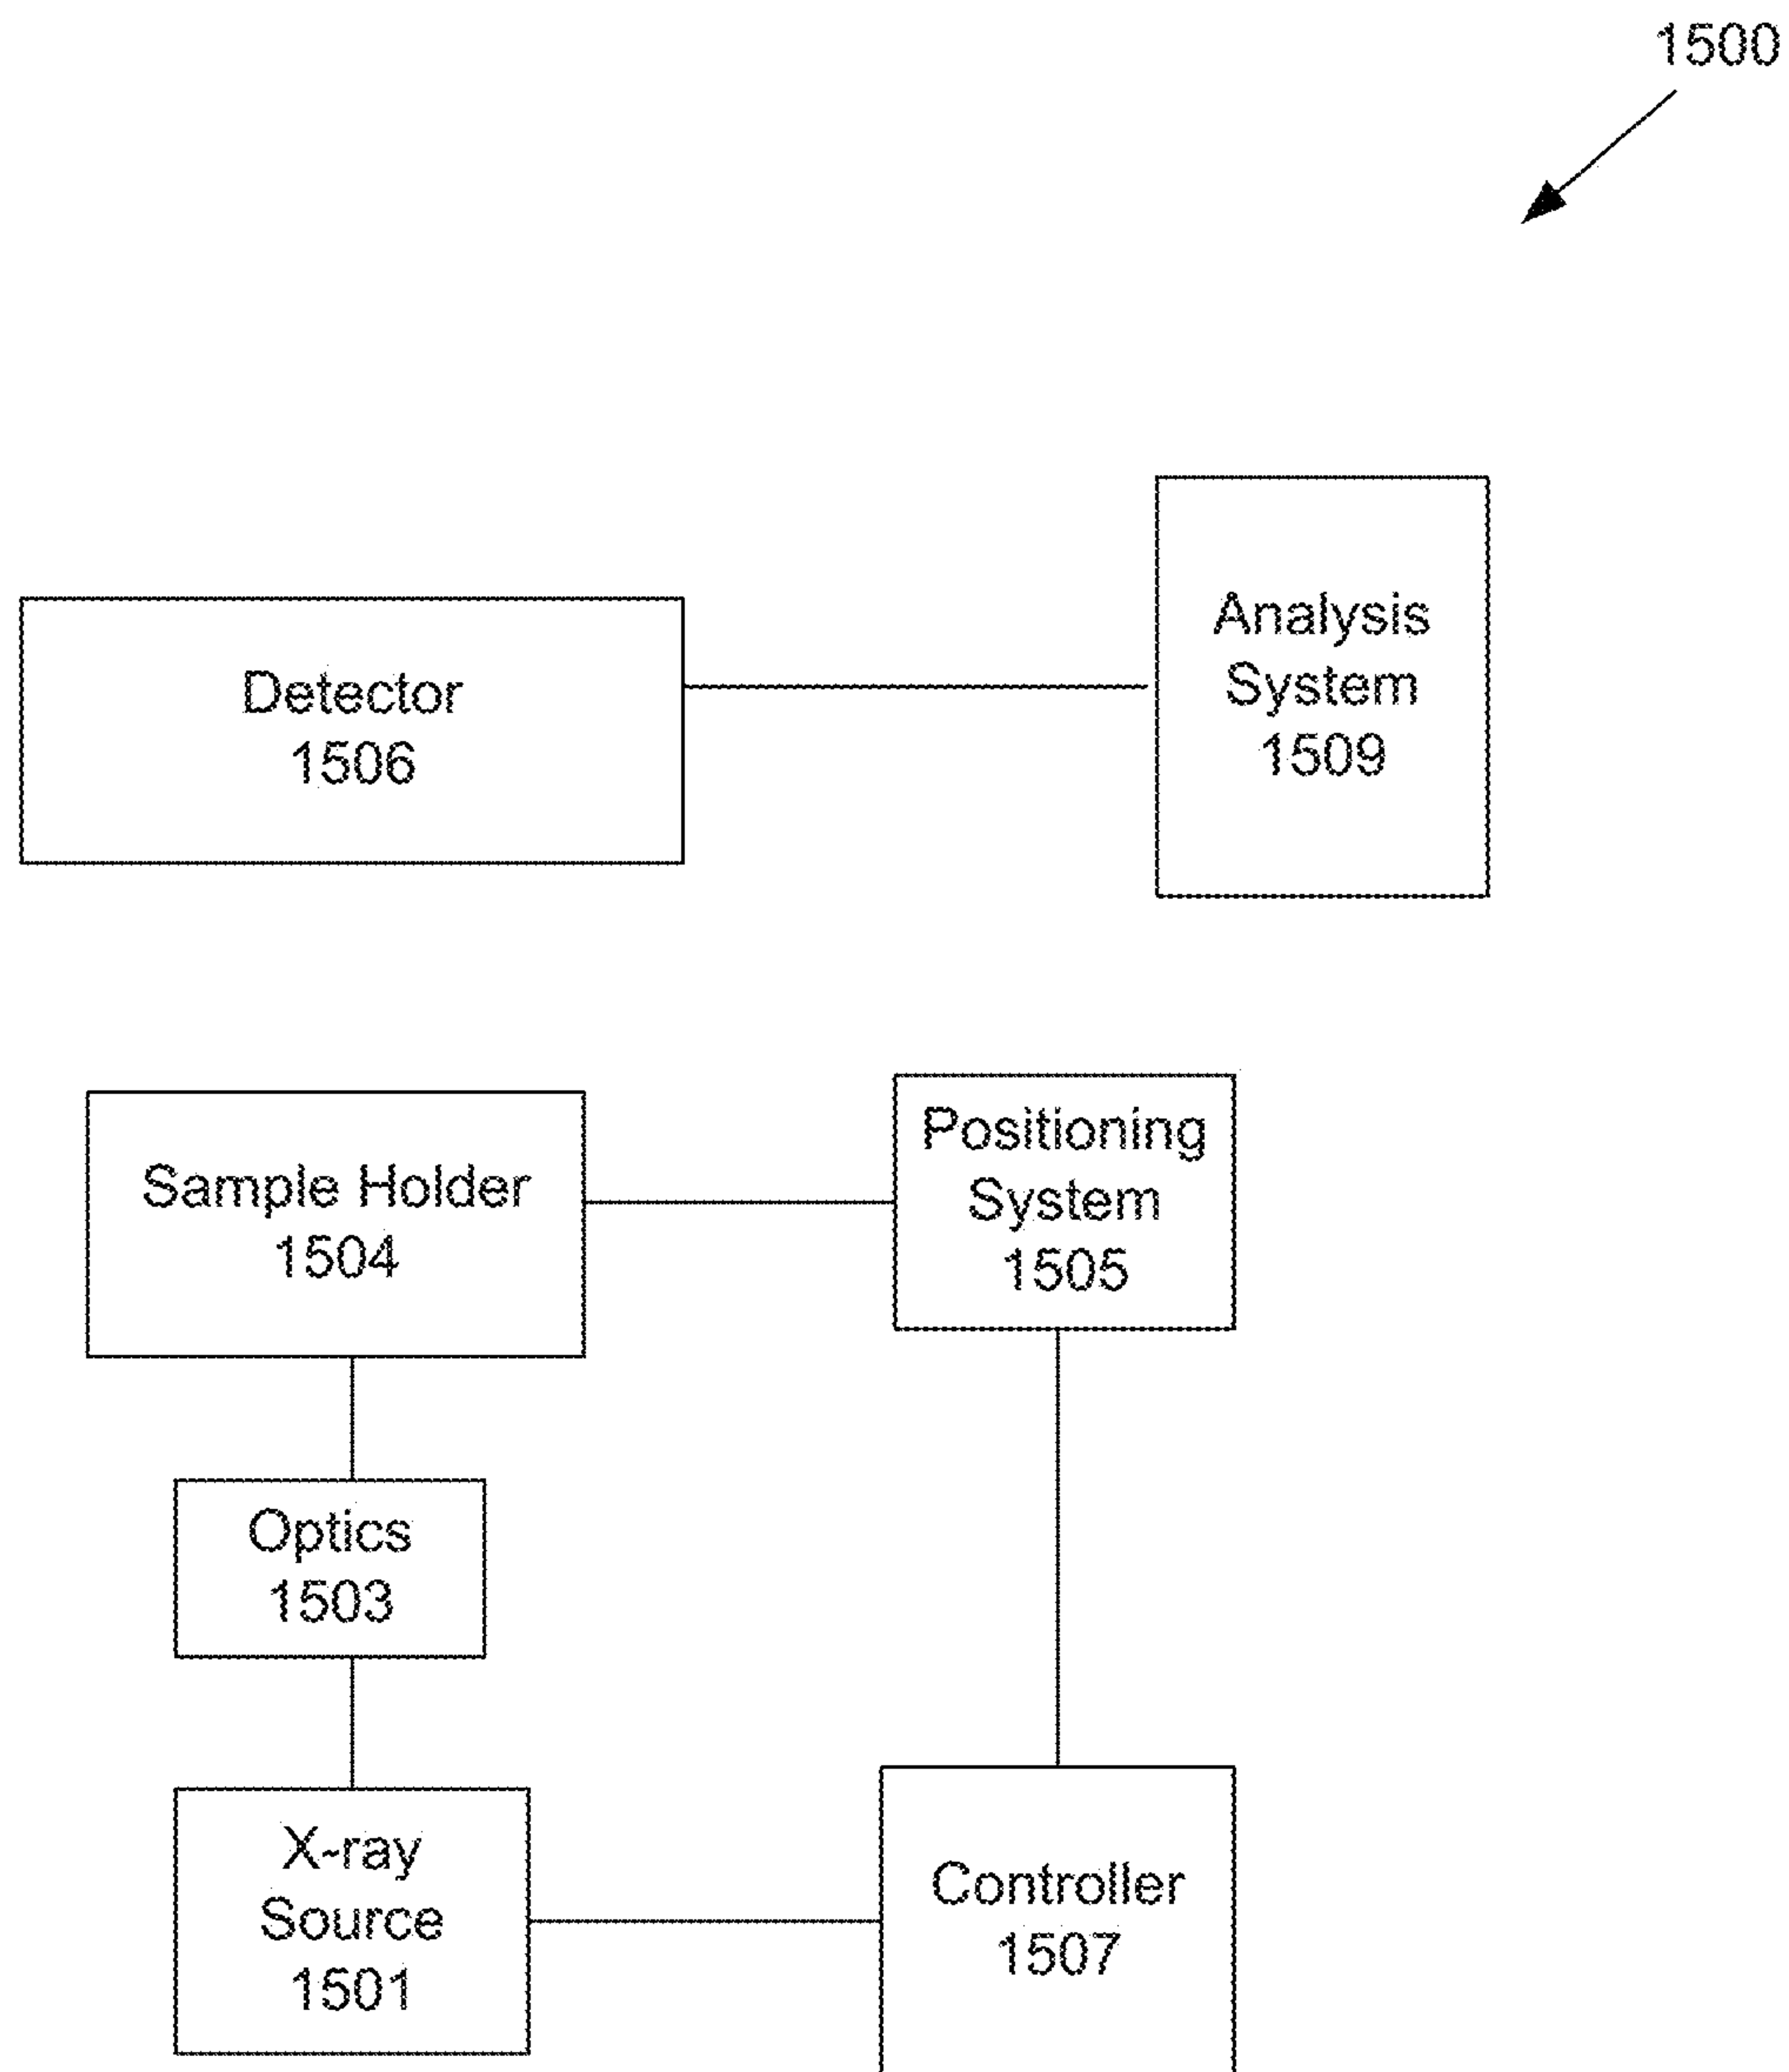 1500
Analysis
System
1509
Detector
1506
Positioning
System
1505
Sample Holder
1504
Optics
1503
X-ray
Source
1501
Controller
1507